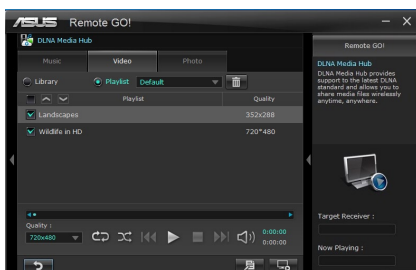 ASUS Remote GO!
DLNA Media Hub
Music Video Photo
Library Playlist Default
Playlist Quality
Landscapes 352x288
Wildlife in HD 720*480
Quality :
720x480
0:00:00
0:00:00
Remote GO!
DLNA Media Hub
DLNA Media Hub provides
support to the latest DLNA
standard and allows you to
share media files wirelessly
anytime, anywhere.
Target Receiver :
Now Playing :